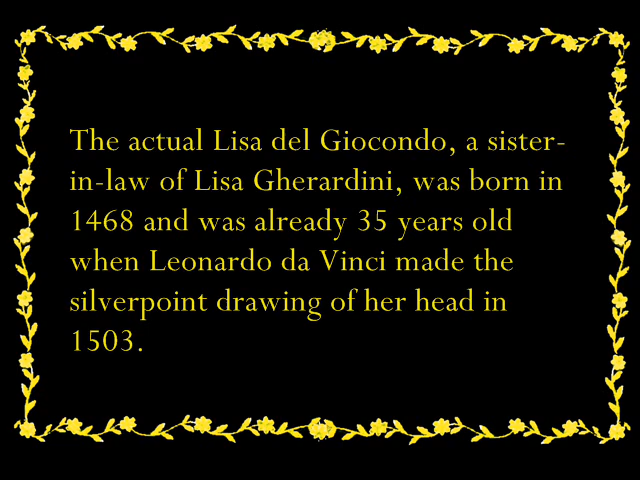 The actual Lisa del Giocondo, a sister-
in-law of Lisa Gherardini, was born in
1468 and was already 35 years old
when Leonardo da Vinci made the
silverpoint drawing of her head in
1503.